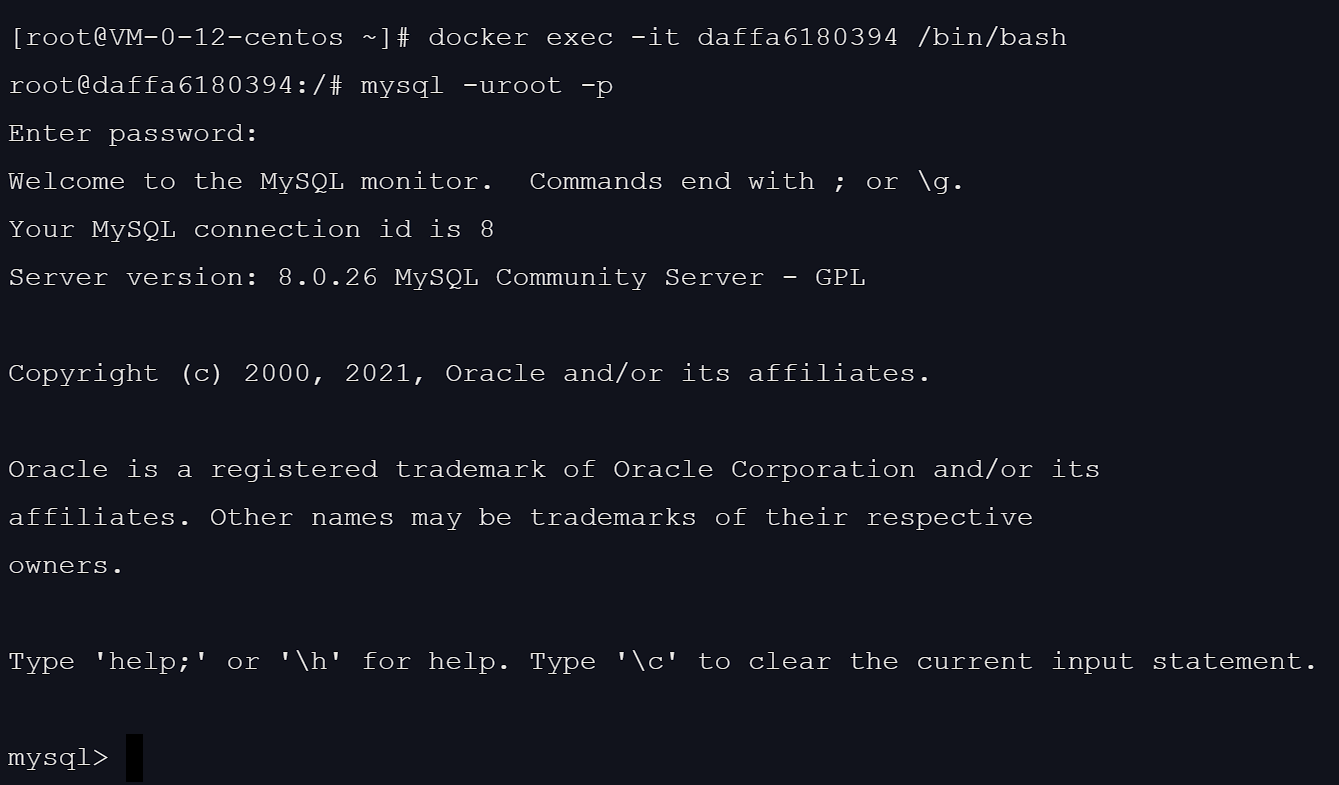 [root@VM-0-12-centos ~]# docker exec -it daffa6180394 /bin/bash
root@daffa6180394:/# mysql -uroot -p
Enter password:
Welcome to the MySQL monitor.  Commands end with ; or \g.
Your MySQL connection id is 8
Server version: 8.0.26 MySQL Community Server - GPL
Copyright (c) 2000, 2021, Oracle and/or its affiliates.
Oracle is a registered trademark of Oracle Corporation and/or its
affiliates. Other names may be trademarks of their respective
owners.
Type 'help;' or '\h' for help. Type '\c' to clear the current input statement.
mysql>